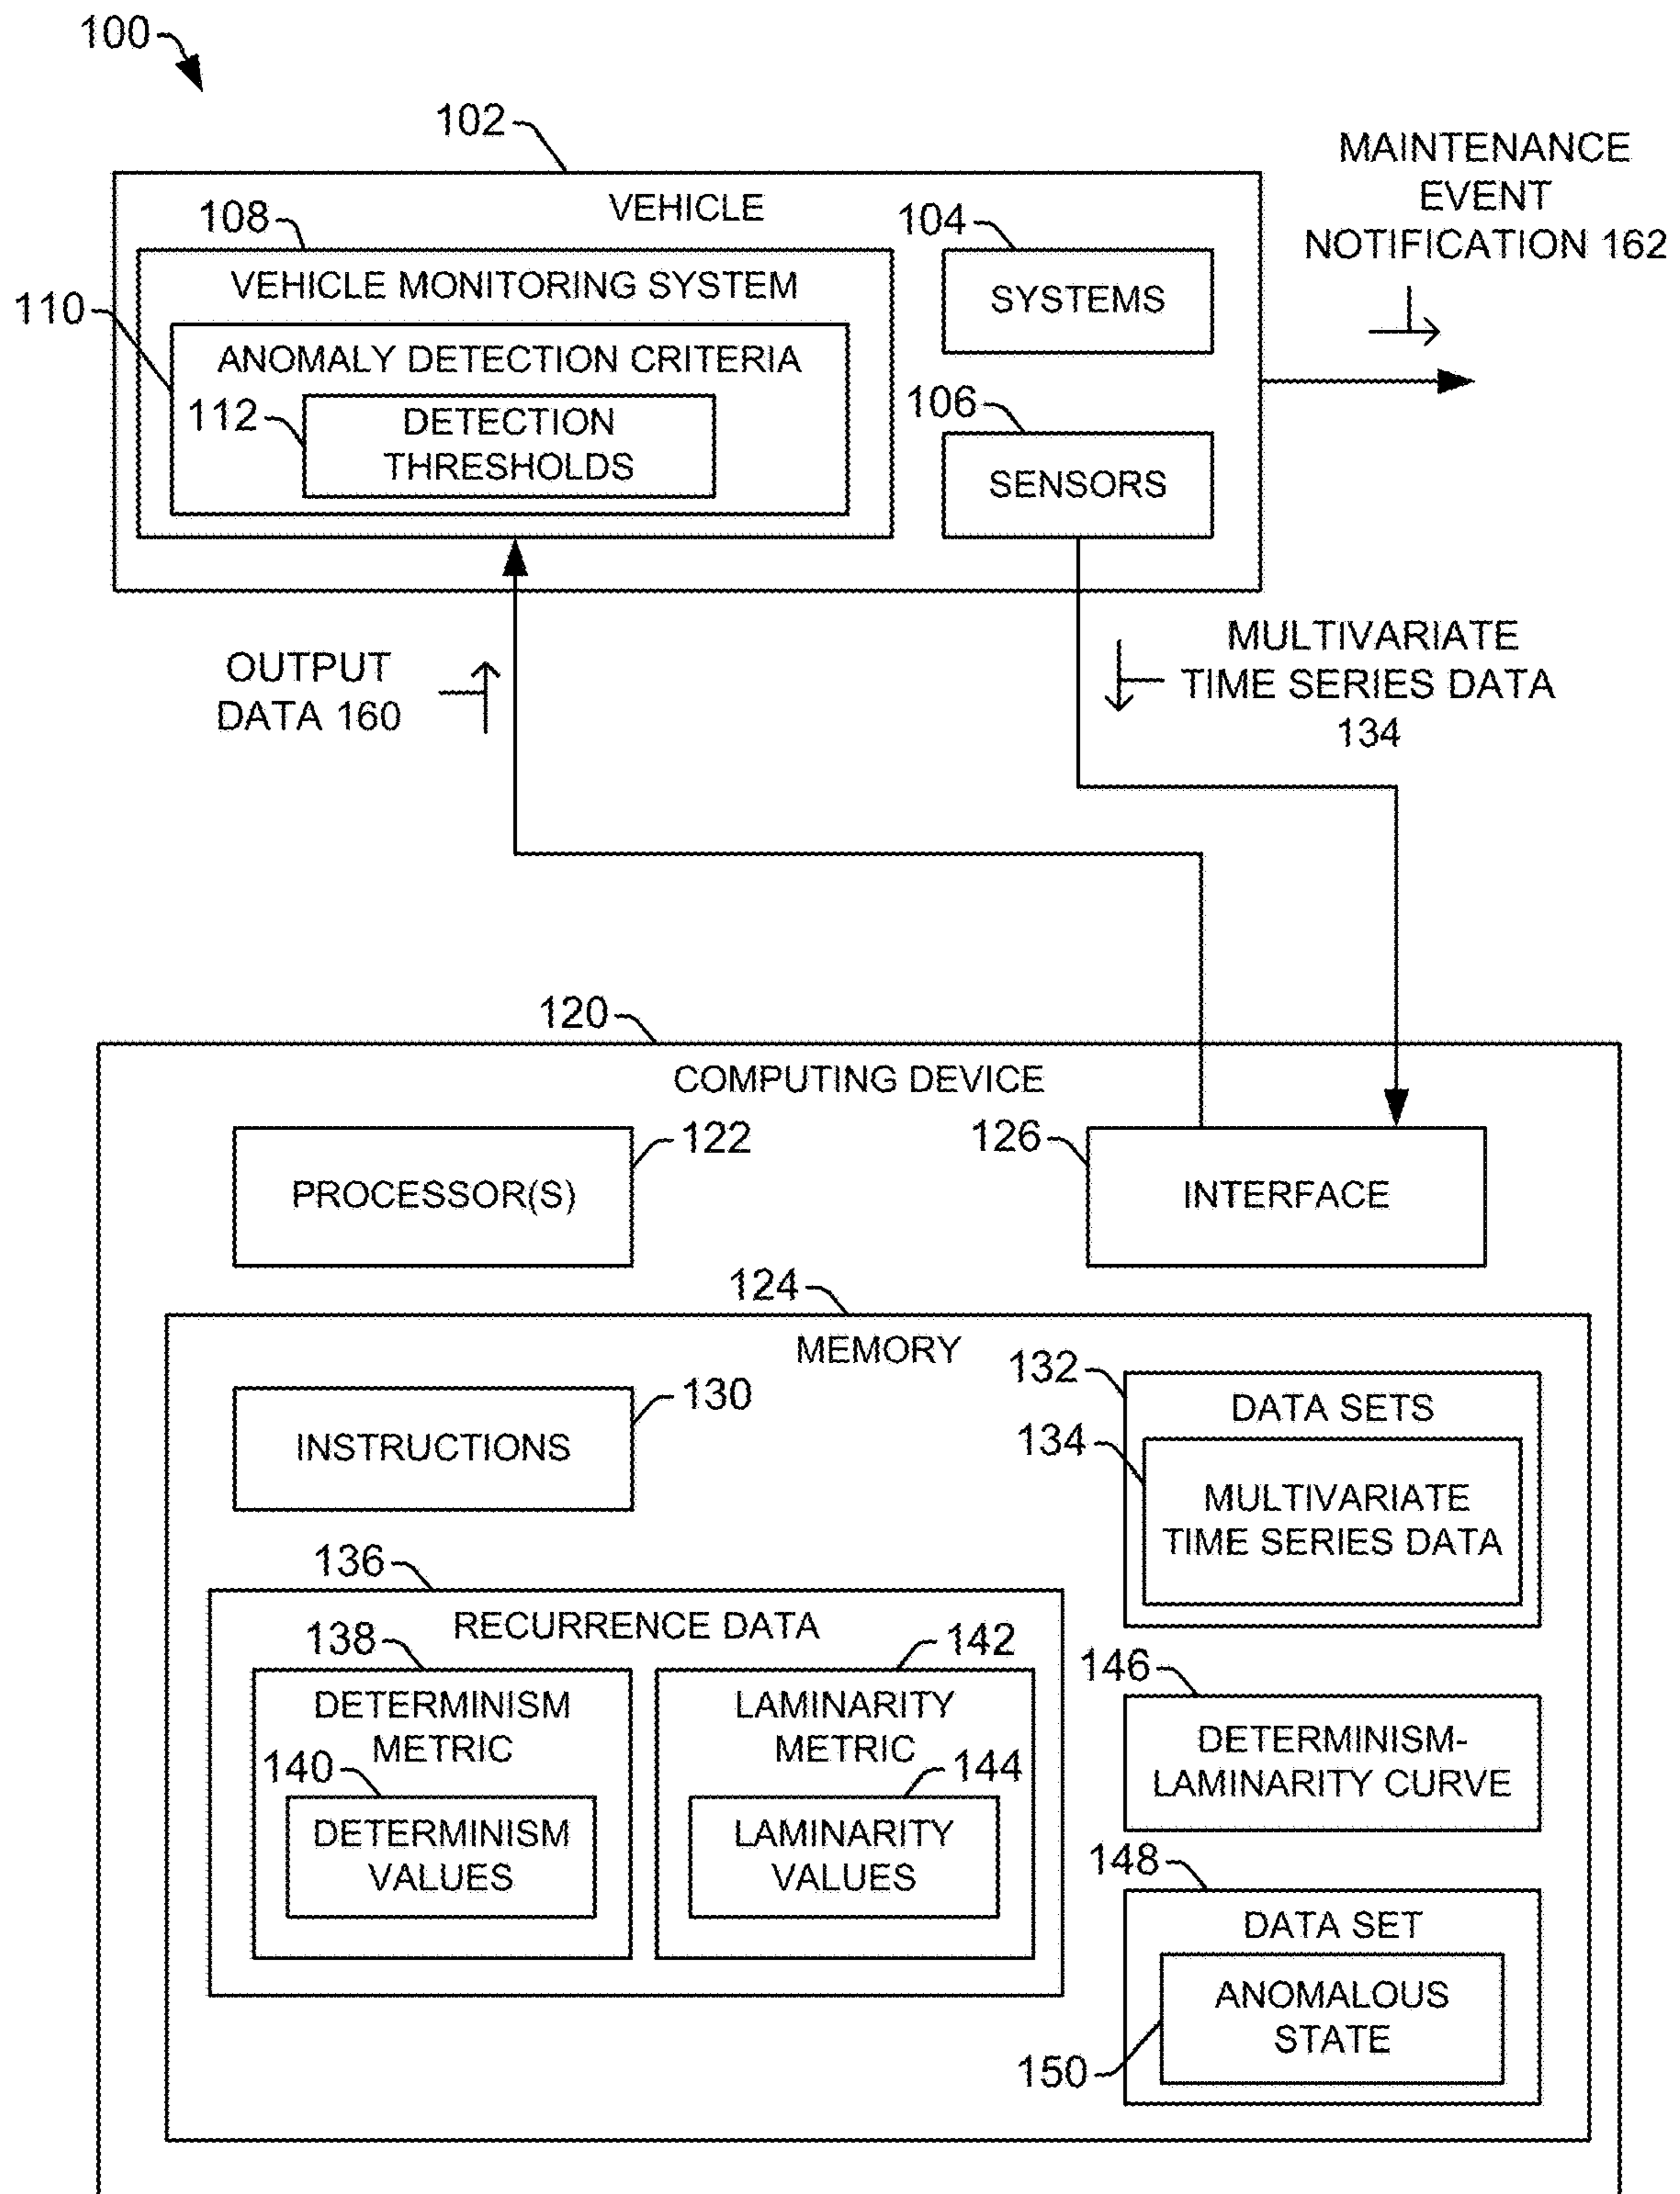 100
102
MAINTENANCE
EVENT
NOTIFICATION 162
VEHICLE
108
104
VEHICLE MONITORING SYSTEM
SYSTEMS
110
ANOMALY DETECTION CRITERIA
112
DETECTION
THRESHOLDS
106
SENSORS
OUTPUT
DATA 160
MULTIVARIATE
TIME SERIES DATA
134
120
COMPUTING DEVICE
122
PROCESSOR(S)
126
INTERFACE
124
MEMORY
130
INSTRUCTIONS
132
DATA SETS
134
MULTIVARIATE
TIME SERIES DATA
136
RECURRENCE DATA
138
DETERMINISM
METRIC
140
DETERMINISM
VALUES
142
LAMINARITY
METRIC
144
LAMINARITY
VALUES
146
DETERMINISM-
LAMINARITY CURVE
148
DATA SET
ANOMALOUS
STATE
150